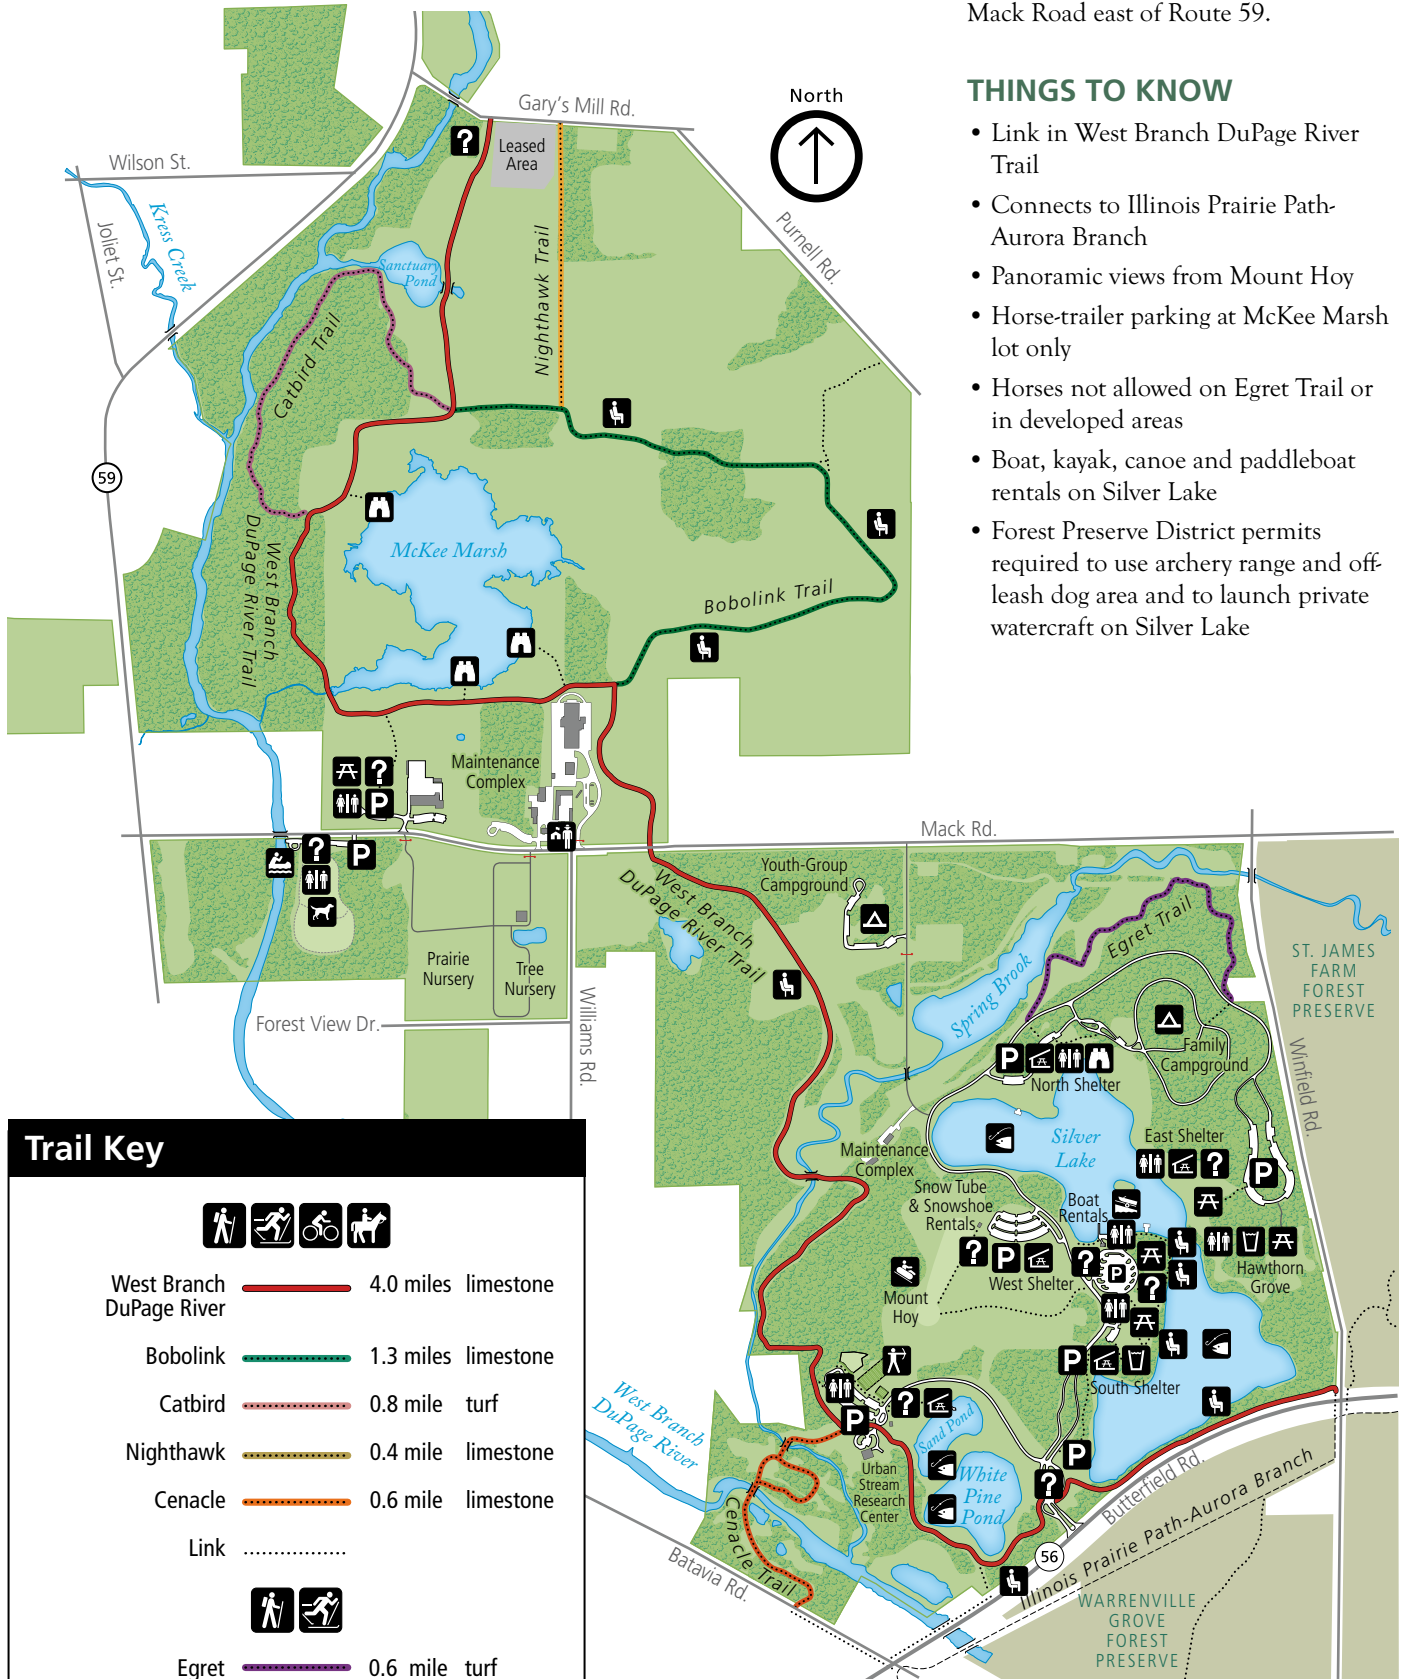 Mack Road east of Route 59.
THINGS TO KNOW
• Link in West Branch DuPage River
Trail
• Connects to Illinois Prairie Path-
Aurora Branch
• Panoramic views from Mount Hoy
• Horse-trailer parking at McKee Marsh
lot only
• Horses not allowed on Egret Trail or
in developed areas
• Boat, kayak, canoe and paddleboat
rentals on Silver Lake
• Forest Preserve District permits
required to use archery range and off-
leash dog area and to launch private
watercraft on Silver Lake
North
Gary's Mill Rd.
?
Leased
Area
Wilson St.
Joliet St.
Kress Creek
Purnell Rd.
Sanctuary
Pond
Nighthawk Trail
Catbird Trail
59
McKee Marsh
West Branch
DuPage River Trail
Bobolink Trail
Maintenance
Complex
?
P
Mack Rd.
?
P
Youth-Group
Campground
West Branch
DuPage River Trail
Prairie
Nursery
Tree
Nursery
Forest View Dr.
Williams Rd.
Spring Brook
Egret Trail
ST. JAMES
FARM
FOREST
PRESERVE
Family
Campground
P
North Shelter
Winfield Rd.
Silver
Lake
East Shelter
?
P
Maintenance
Complex
Snow Tube
& Snowshoe
Rentals
Boat
Rentals
?
P
West Shelter
?
P
?
Hawthorn
Grove
Mount
Hoy
P
South Shelter
?
P
Sand Pond
White
Pine
Pond
Urban
Stream
Research
Center
P
?
West Branch
DuPage River
Cenacle Trail
Batavia Rd.
Butterfield Rd.
56
Illinois Prairie Path-Aurora Branch
WARRENVILLE
GROVE
FOREST
PRESERVE
Trail Key
West Branch
DuPage River
4.0 miles limestone
Bobolink 1.3 miles limestone
Catbird 0.8 mile turf
Nighthawk 0.4 mile limestone
Cenacle 0.6 mile limestone
Link
Egret 0.6 mile turf